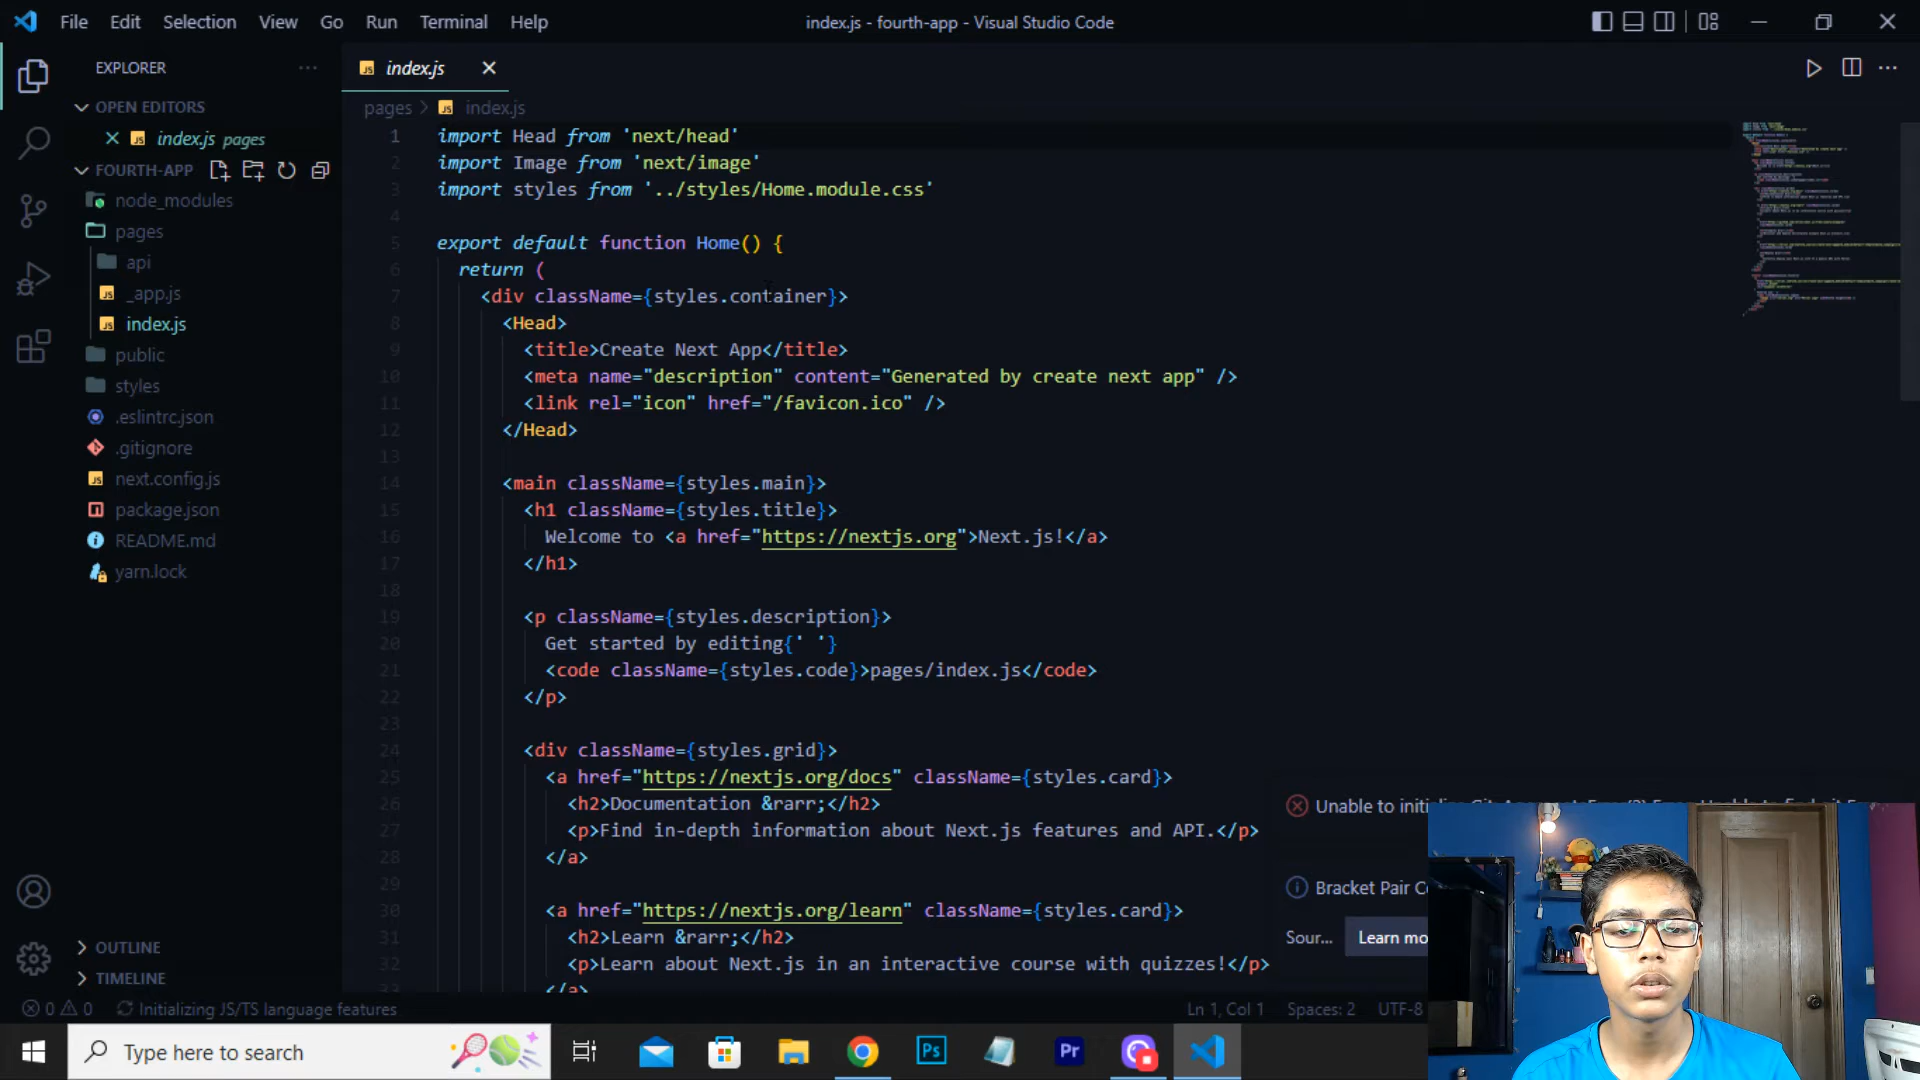 File Edit Selection View Go Run Terminal Help
index.js - fourth-app - Visual Studio Code
EXPLORER
OPEN EDITORS
index.js pages
FOURTH-APP
node_modules
pages
api
_app.js
index.js
public
styles
.eslintrc.json
.gitignore
next.config.js
package.json
README.md
yarn.lock
OUTLINE
TIMELINE
index.js
pages > index.js
1 import Head from 'next/head'
2 import Image from 'next/image'
3 import styles from '../styles/Home.module.css'
4
5 export default function Home() {
6 return (
7 <div className={styles.container}>
8 <Head>
9 <title>Create Next App</title>
10 <meta name="description" content="Generated by create next app" />
11 <link rel="icon" href="/favicon.ico" />
12 </Head>
13
14 <main className={styles.main}>
15 <h1 className={styles.title}>
16 Welcome to <a href="https://nextjs.org">Next.js!</a>
17 </h1>
18
19 <p className={styles.description}>
20 Get started by editing{' '}
21 <code className={styles.code}>pages/index.js</code>
22 </p>
23
24 <div className={styles.grid}>
25 <a href="https://nextjs.org/docs" className={styles.card}>
26 <h2>Documentation &rarr;</h2>
27 <p>Find in-depth information about Next.js features and API.</p>
28 </a>
29
30 <a href="https://nextjs.org/learn" className={styles.card}>
31 <h2>Learn &rarr;</h2>
32 <p>Learn about Next.js in an interactive course with quizzes!</p>
33 </a>
Unable to
Bracket Pair
Sour... Learn
0 0 Initializing JS/TS language features
Ln 1, Col 1 Spaces: 2 UTF-8
Type here to search
Ps
Pr